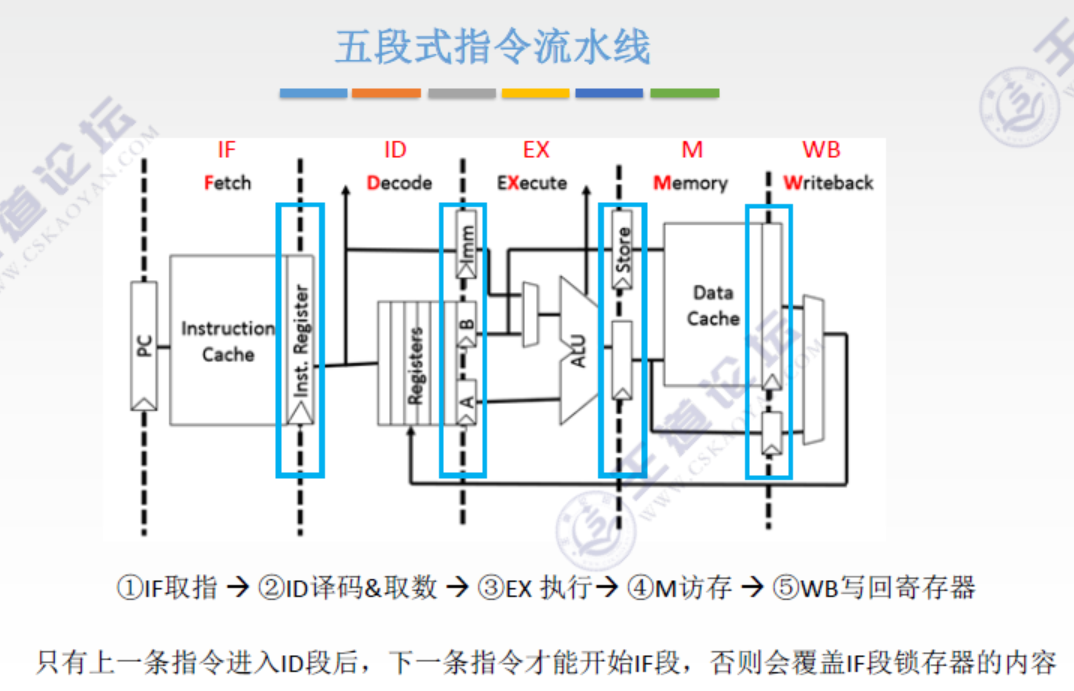 五段式指令流水线
IF ID EX M WB
Fetch Decode EXecute Memory Writeback
PC
Instruction Cache
Inst. Register
Registers
Imm
B
A
ALU
Store
Data Cache
①IF取指 → ②ID译码&取数 → ③EX 执行→ ④M访存 → ⑤WB写回寄存器
只有上一条指令进入ID段后，下一条指令才能开始IF段，否则会覆盖IF段锁存器的内容
王道论坛
WWW.CSKAOYAN.COM